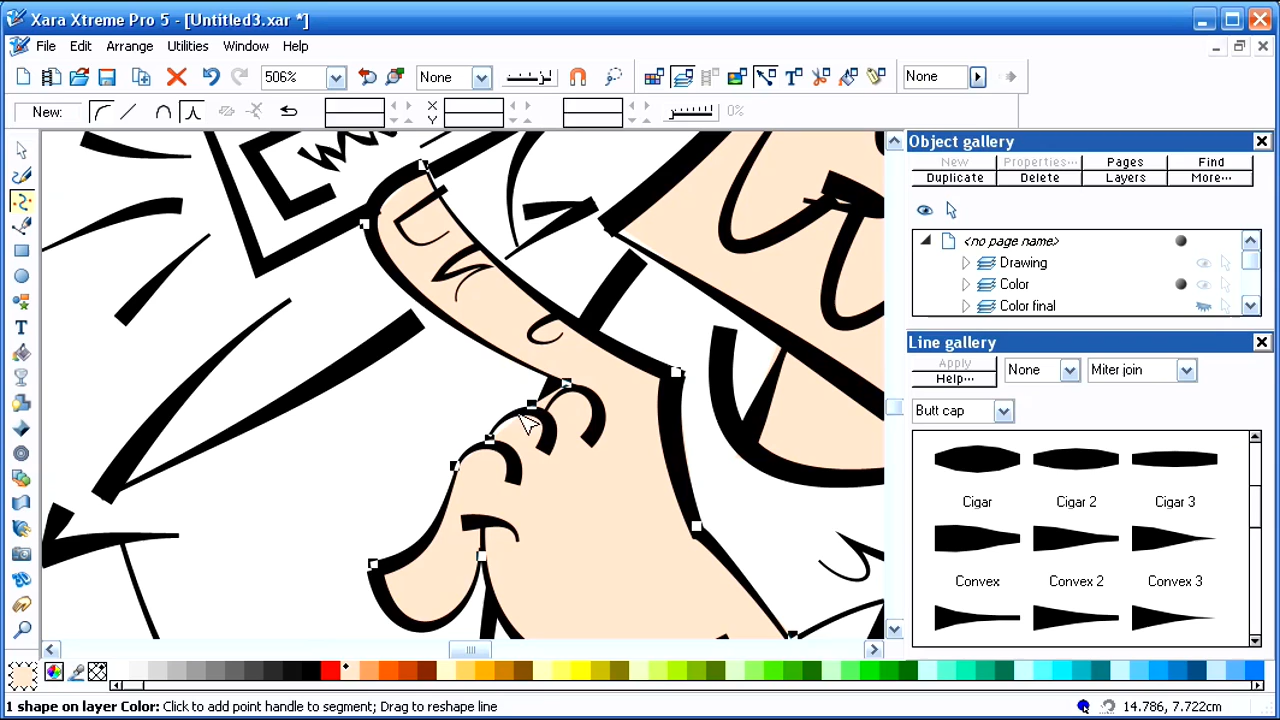 Xara Xtreme Pro 5 - [Untitled3.xar *]
File Edit Arrange Utilities Window Help
506% None None
New: X Y 0%
Object gallery
New Properties... Pages Find
Duplicate Delete Layers More...
<no page name>
Drawing
Color
Color final
Line gallery
Apply None Miter join
Help...
Butt cap
Cigar Cigar 2 Cigar 3
Convex Convex 2 Convex 3
1 shape on layer Color: Click to add point handle to segment; Drag to reshape line 14.786, 7.722cm